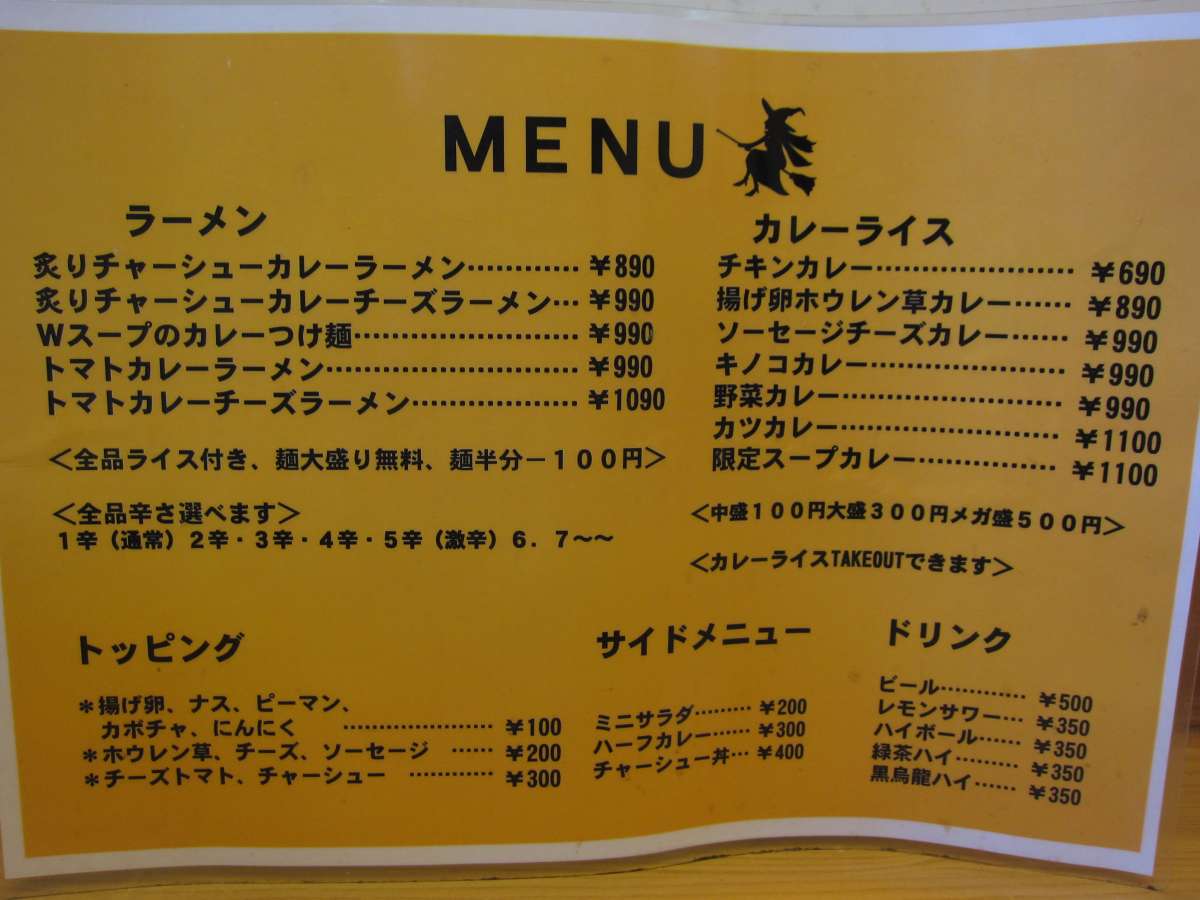 MENU
ラーメン
炙りチャーシューカレーラーメン…………¥890
炙りチャーシューカレーチーズラーメン…¥990
Wスープのカレーつけ麺………………………¥990
トマトカレーラーメン…………………………¥990
トマトカレーチーズラーメン………………¥1090
<全品ライス付き、麺大盛り無料、麺半分−100円>
<全品辛さ選べます>
1辛(通常)2辛・3辛・4辛・5辛(激辛)6.7~~
カレーライス
チキンカレー……………………¥690
揚げ卵ホウレン草カレー……¥890
ソーセージチーズカレー……¥990
キノコカレー……………………¥990
野菜カレー………………………¥990
カツカレー………………………¥1100
限定スープカレー……………¥1100
<中盛100円大盛300円メガ盛500円>
<カレーライスTAKEOUTできます>
トッピング
*揚げ卵、ナス、ピーマン、
カボチャ、にんにく ………………¥100
*ホウレン草、チーズ、ソーセージ ……¥200
*チーズトマト、チャーシュー …………¥300
サイドメニュー
ミニサラダ………¥200
ハーフカレー……¥300
チャーシュー丼…¥400
ドリンク
ビール…………¥500
レモンサワー…¥350
ハイボール……¥350
緑茶ハイ………¥350
黒烏龍ハイ……¥350